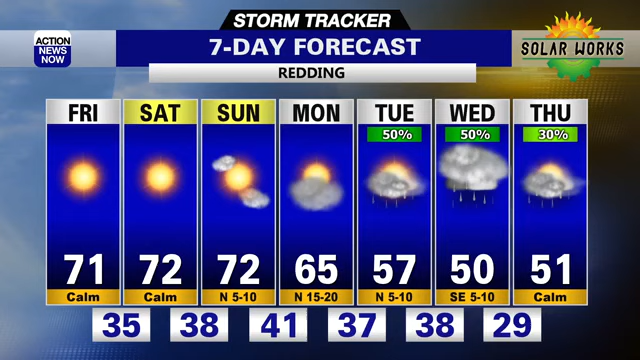 STORM TRACKER
ACTION
NEWS
NOW
7-DAY FORECAST
SOLAR WORKS
REDDING
FRI SAT SUN MON TUE WED THU
50% 50% 30%
71 72 72 65 57 50 51
Calm Calm N 5-10 N 15-20 N 5-10 SE 5-10 Calm
35 38 41 37 38 29